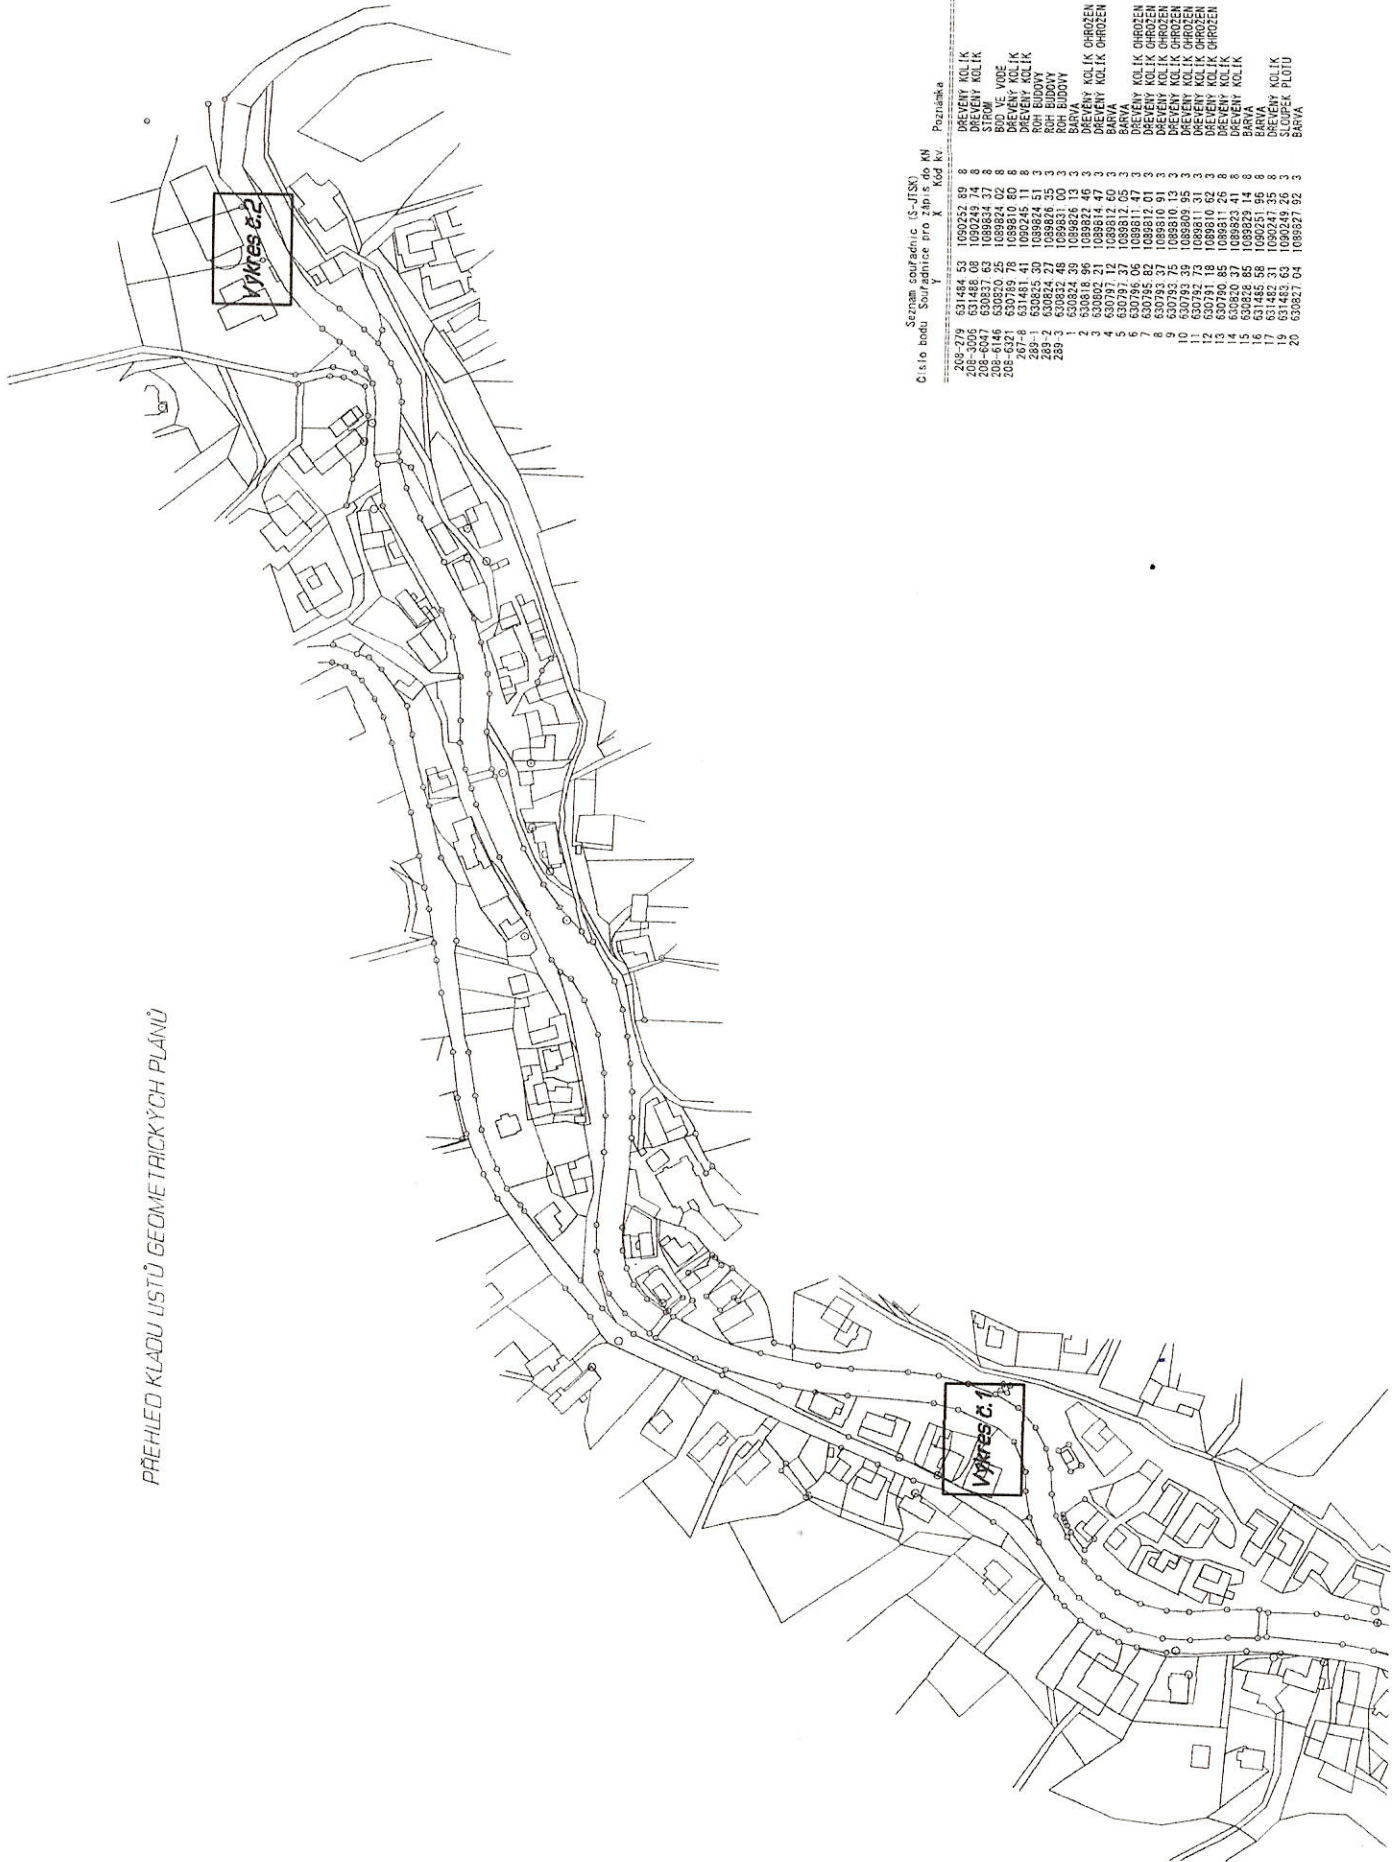 PŘEHLED KLADU LISTŮ GEOMETRICKÝCH PLÁNŮ
Výkres č.2
Výkres č.1
Seznam souřadnic (S-JTSK)
Číslo bodu Souřadnice pro zápis do KN
Y X Kód kv. Poznámka
208-279 631484.53 1090252.89 8 DŘEVĚNÝ KOLÍK
208-3006 631488.08 1090249.74 8 DŘEVĚNÝ KOLÍK
208-6047 630837.63 1089834.37 8 STROM
208-6146 630820.25 1089824.02 8 BOD VE VODĚ
208-6321 630789.78 1089810.80 8 DŘEVĚNÝ KOLÍK
267-8 631481.41 1090245.11 8 DŘEVĚNÝ KOLÍK
289-1 630825.30 1089824.51 3 ROH BUDOVY
289-2 630824.27 1089826.35 3 ROH BUDOVY
289-3 630832.48 1089831.00 3 ROH BUDOVY
1 630824.39 1089826.13 3 BARVA
2 630818.96 1089822.46 3 DŘEVĚNÝ KOLÍK OHROŽEN
3 630802.21 1089814.47 3 DŘEVĚNÝ KOLÍK OHROŽEN
4 630797.12 1089812.60 3 BARVA
5 630797.37 1089812.05 3 BARVA
6 630796.06 1089811.47 3 DŘEVĚNÝ KOLÍK OHROŽEN
7 630795.82 1089812.01 3 DŘEVĚNÝ KOLÍK OHROŽEN
8 630793.37 1089810.91 3 DŘEVĚNÝ KOLÍK OHROŽEN
9 630793.75 1089810.13 3 DŘEVĚNÝ KOLÍK OHROŽEN
10 630793.39 1089809.95 3 DŘEVĚNÝ KOLÍK OHROŽEN
11 630792.73 1089811.31 3 DŘEVĚNÝ KOLÍK OHROŽEN
12 630791.18 1089810.62 3 DŘEVĚNÝ KOLÍK OHROŽEN
13 630790.85 1089811.26 8 DŘEVĚNÝ KOLÍK
14 630820.37 1089823.41 8 DŘEVĚNÝ KOLÍK
15 630828.85 1089829.14 8 BARVA
16 631485.58 1090251.96 8 BARVA
17 631482.31 1090247.35 8 DŘEVĚNÝ KOLÍK
19 631483.63 1090249.26 3 SLOUPEK PLOTU
20 630827.04 1089827.92 3 BARVA